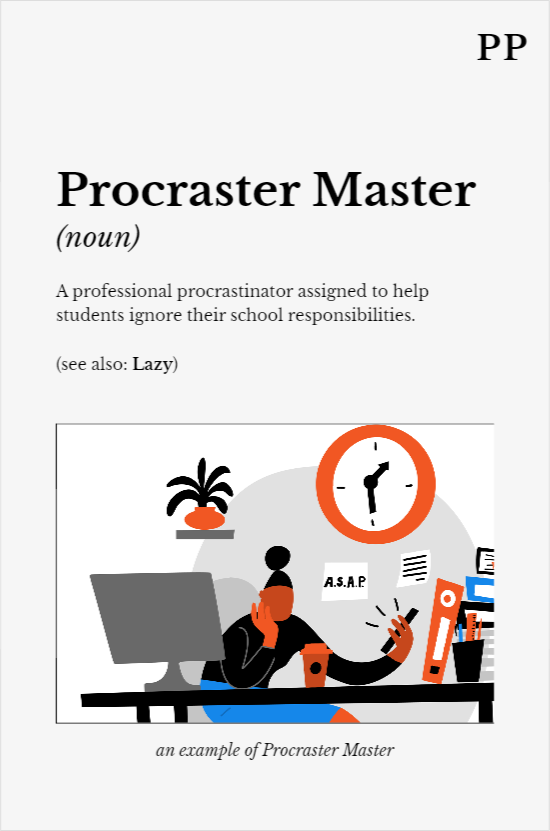 PP
Procraster Master
(noun)
A professional procrastinator assigned to help
students ignore their school responsibilities.
(see also: Lazy)
A.S.A.P
an example of Procraster Master